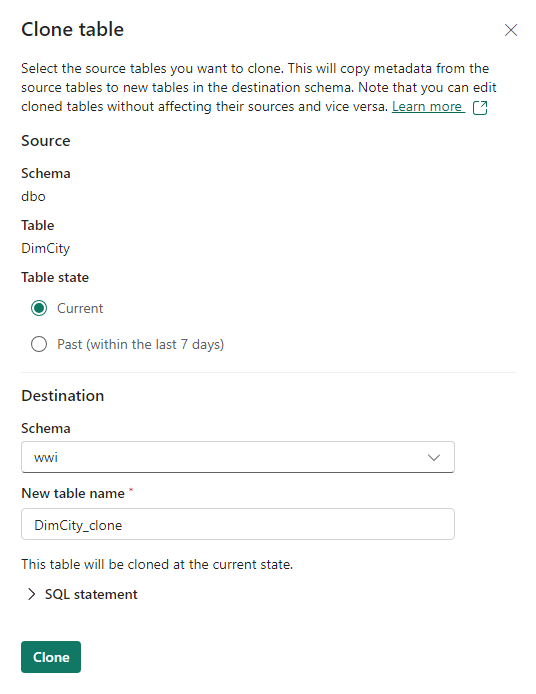 Clone table
Select the source tables you want to clone. This will copy metadata from the
source tables to new tables in the destination schema. Note that you can edit
cloned tables without affecting their sources and vice versa. Learn more
Source
Schema
dbo
Table
DimCity
Table state
Current
Past (within the last 7 days)
Destination
Schema
wwi
New table name *
DimCity_clone
This table will be cloned at the current state.
SQL statement
Clone